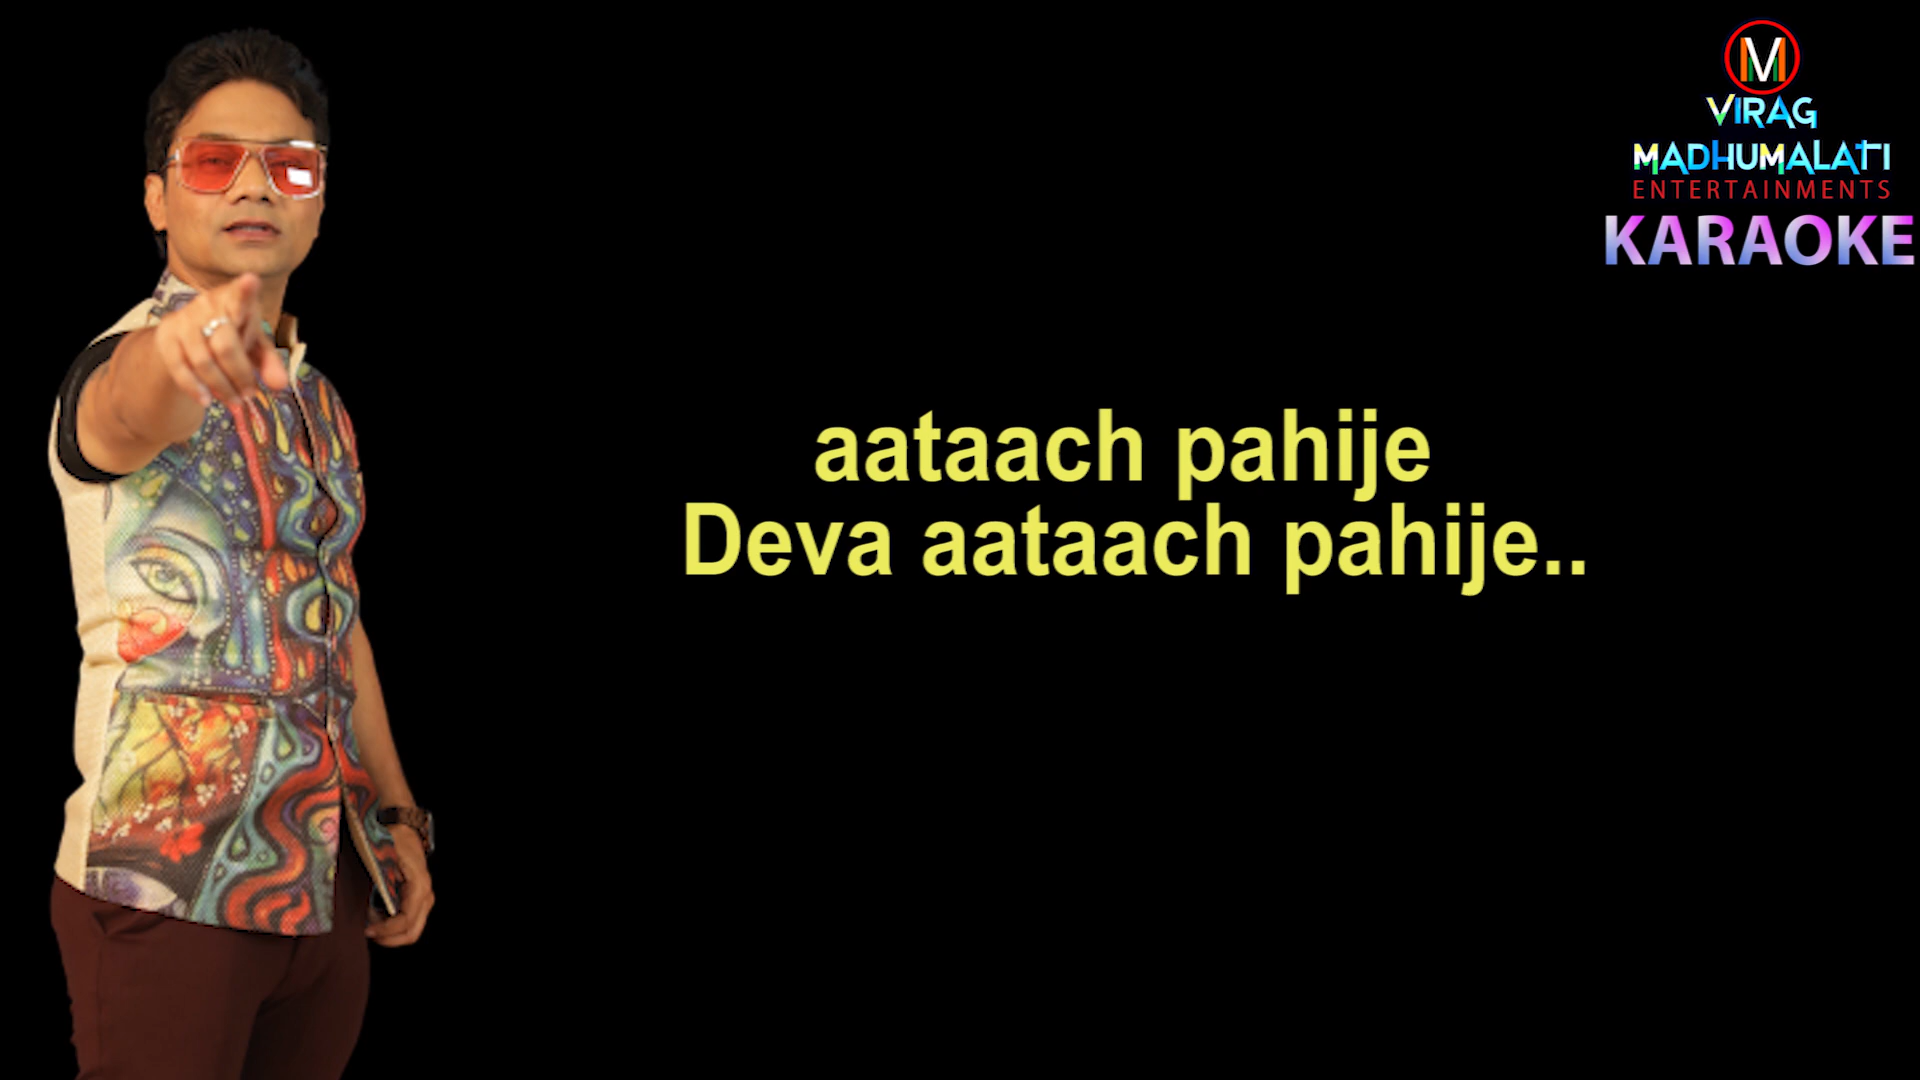 M
VIRAG
MADHUMALATI
ENTERTAINMENTS
KARAOKE
aataach pahije
Deva aataach pahije..